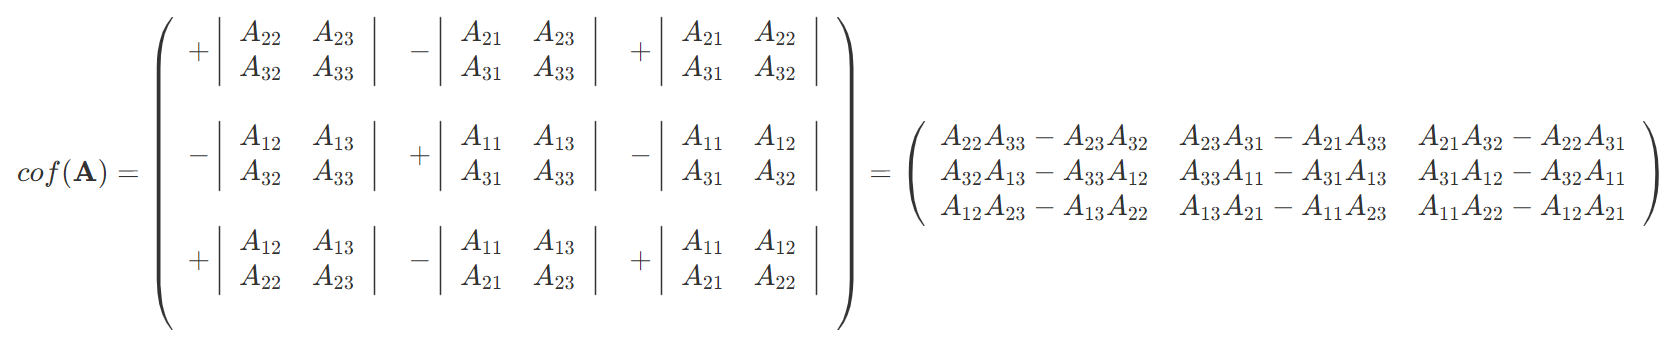 cof(𝐀) = ( +| A₂₂ A₂₃ ; A₃₂ A₃₃ | −| A₂₁ A₂₃ ; A₃₁ A₃₃ | +| A₂₁ A₂₂ ; A₃₁ A₃₂ |
−| A₁₂ A₁₃ ; A₃₂ A₃₃ | +| A₁₁ A₁₃ ; A₃₁ A₃₃ | −| A₁₁ A₁₂ ; A₃₁ A₃₂ |
+| A₁₂ A₁₃ ; A₂₂ A₂₃ | −| A₁₁ A₁₃ ; A₂₁ A₂₃ | +| A₁₁ A₁₂ ; A₂₁ A₂₂ | )
= ( A₂₂A₃₃ − A₂₃A₃₂ A₂₃A₃₁ − A₂₁A₃₃ A₂₁A₃₂ − A₂₂A₃₁
A₃₂A₁₃ − A₃₃A₁₂ A₃₃A₁₁ − A₃₁A₁₃ A₃₁A₁₂ − A₃₂A₁₁
A₁₂A₂₃ − A₁₃A₂₂ A₁₃A₂₁ − A₁₁A₂₃ A₁₁A₂₂ − A₁₂A₂₁ )